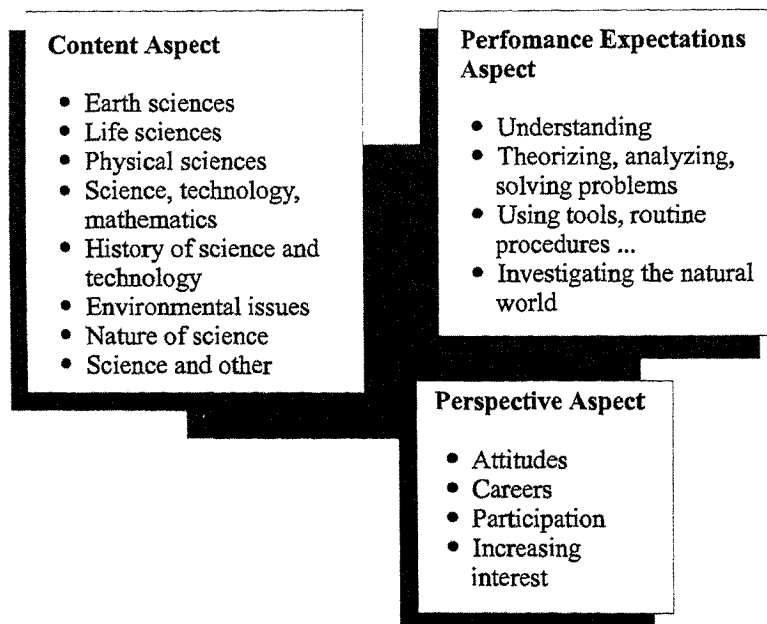 Content Aspect
• Earth sciences
• Life sciences
• Physical sciences
• Science, technology,
mathematics
• History of science and
technology
• Environmental issues
• Nature of science
• Science and other
Perfomance Expectations
Aspect
• Understanding
• Theorizing, analyzing,
solving problems
• Using tools, routine
procedures ...
• Investigating the natural
world
Perspective Aspect
• Attitudes
• Careers
• Participation
• Increasing
interest